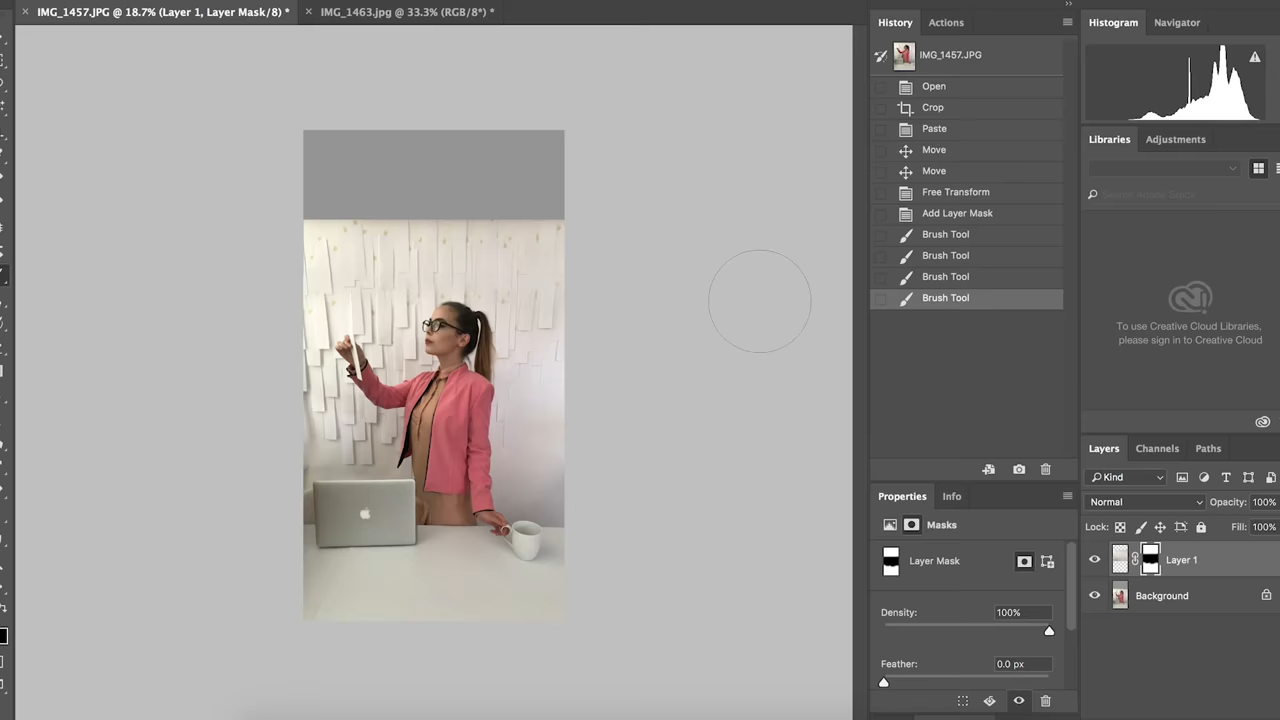 IMG_1457.JPG @ 18.7% (Layer 1, Layer Mask/8) *
IMG_1463.jpg @ 33.3% (RGB/8*) *
History
Actions
IMG_1457.JPG
Open
Crop
Paste
Move
Move
Free Transform
Add Layer Mask
Brush Tool
Brush Tool
Brush Tool
Brush Tool
Properties
Info
Masks
Layer Mask
Density:
100%
Feather:
0.0 px
Histogram
Navigator
Libraries
Adjustments
Search Adobe Stock
To use Creative Cloud Libraries,
please sign in to Creative Cloud
Layers
Channels
Paths
Kind
Normal
Opacity: 100%
Lock:
Fill: 100%
Layer 1
Background